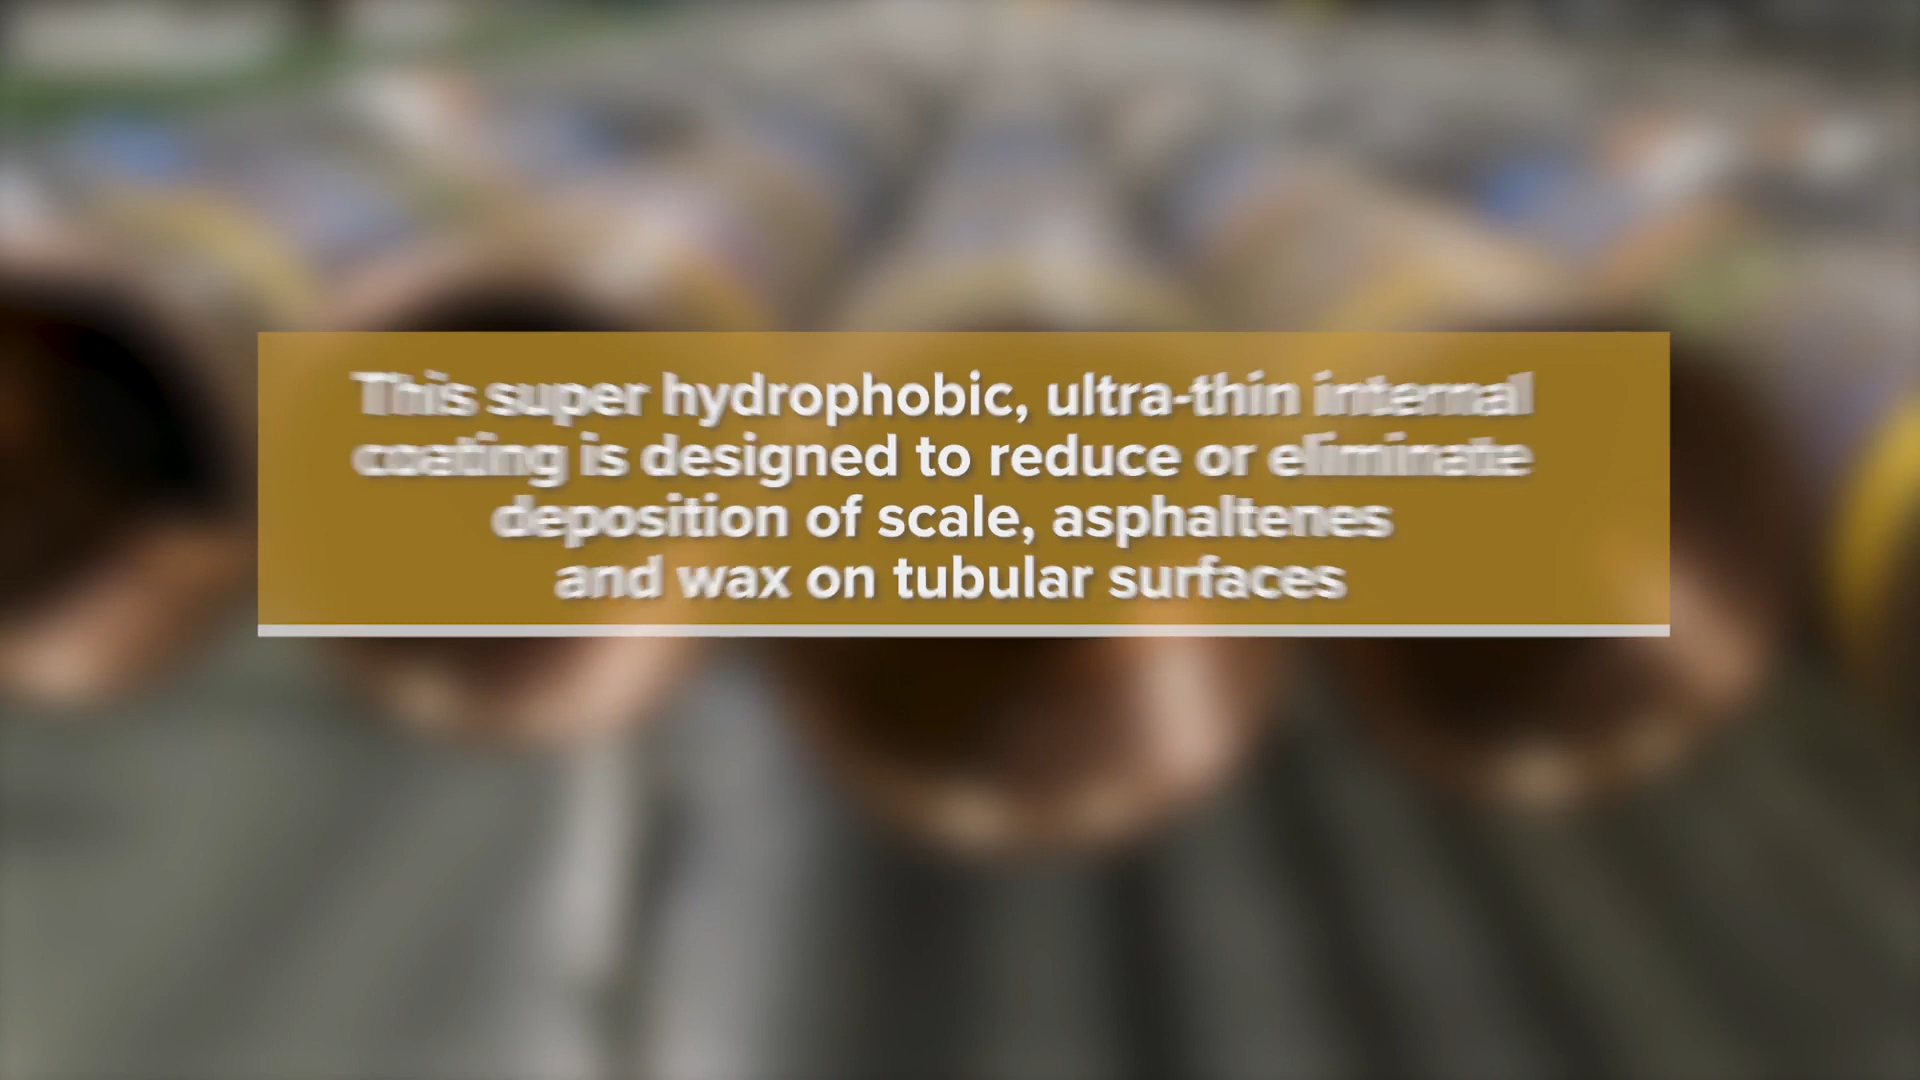 This super hydrophobic, ultra-thin internal
coating is designed to reduce or eliminate
deposition of scale, asphaltenes
and wax on tubular surfaces